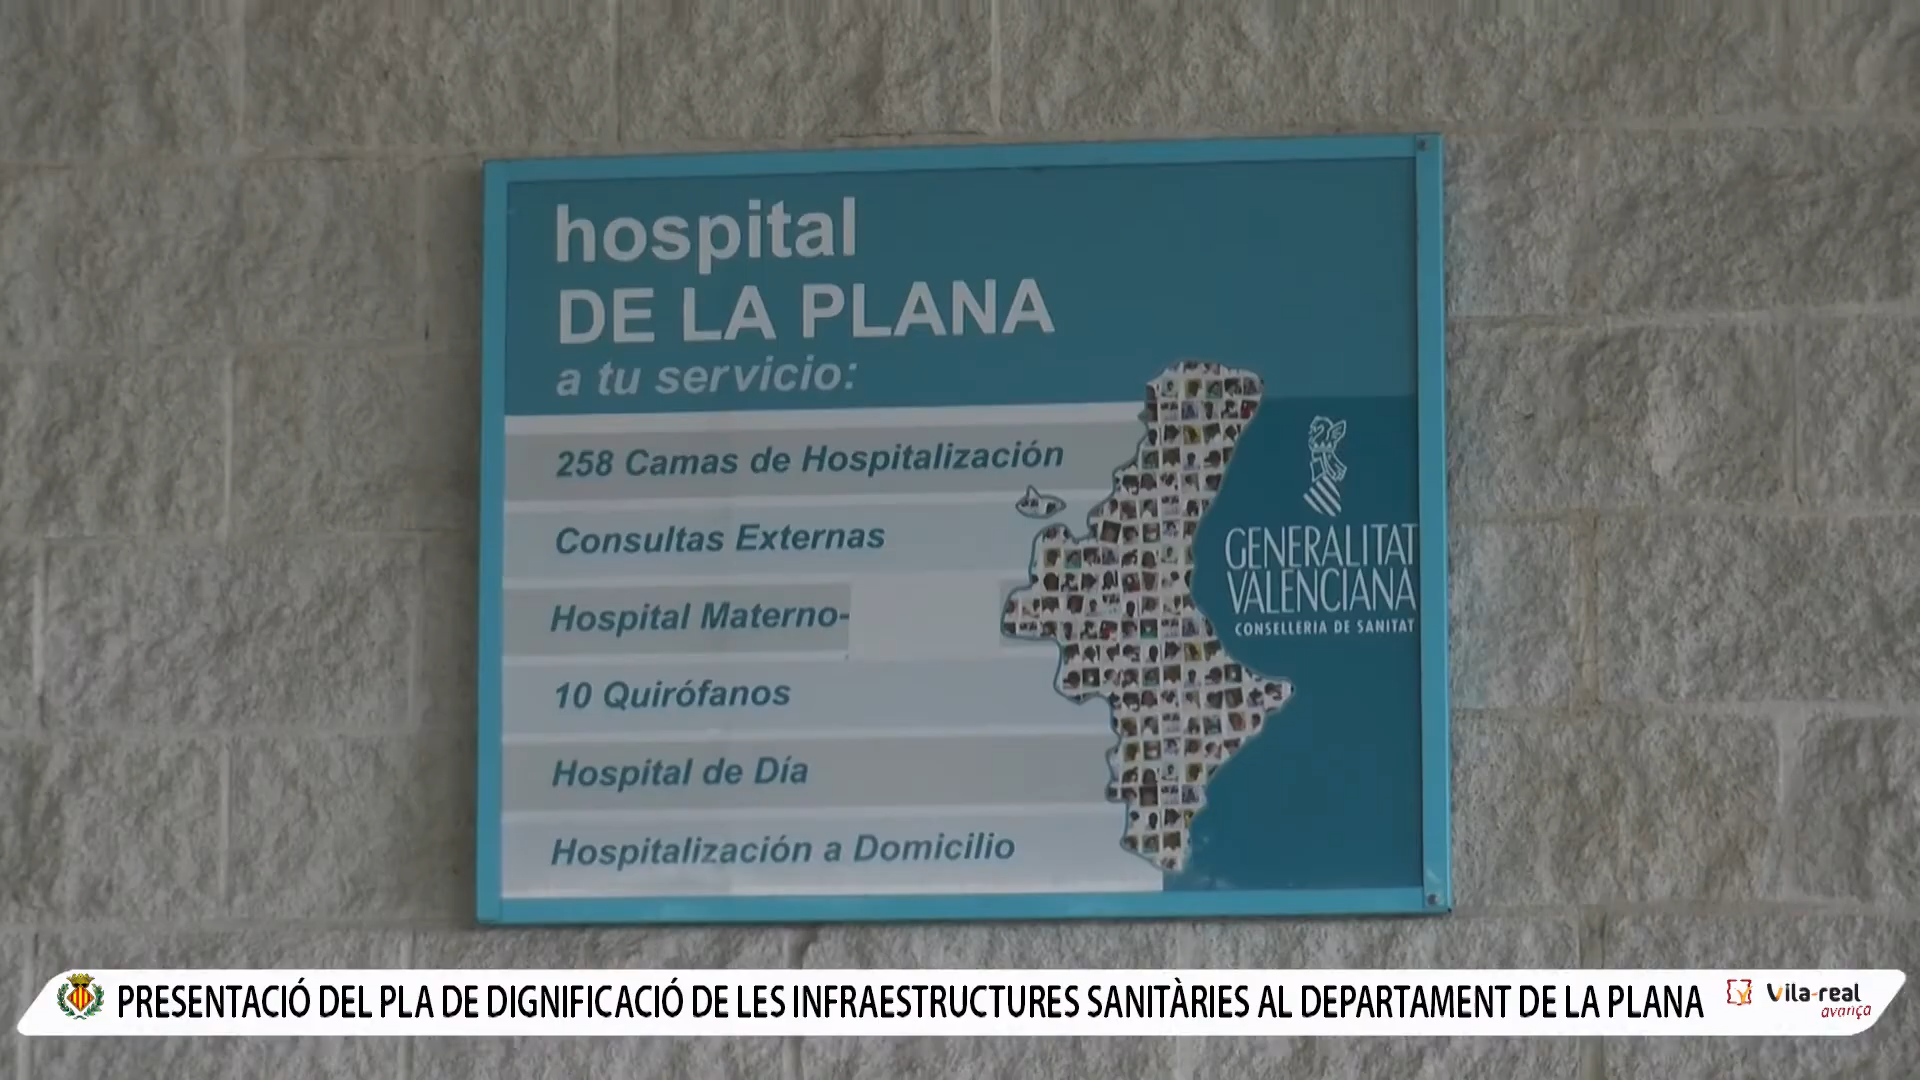 hospital
DE LA PLANA
a tu servicio:
258 Camas de Hospitalización
Consultas Externas
Hospital Materno-
10 Quirófanos
Hospital de Día
Hospitalización a Domicilio
GENERALITAT
VALENCIANA
CONSELLERIA DE SANITAT
PRESENTACIÓ DEL PLA DE DIGNIFICACIÓ DE LES INFRAESTRUCTURES SANITÀRIES AL DEPARTAMENT DE LA PLANA
Vila-real
avança